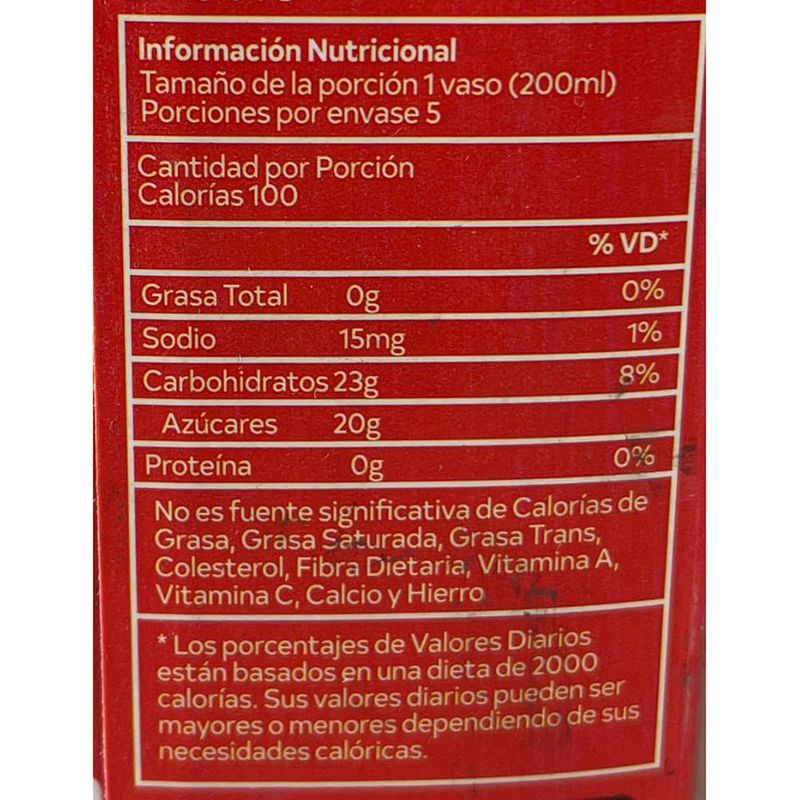 Información Nutricional
Tamaño de la porción 1 vaso (200ml)
Porciones por envase 5
Cantidad por Porción
Calorías 100
% VD*
Grasa Total 0g 0%
Sodio 15mg 1%
Carbohidratos 23g 8%
Azúcares 20g
Proteína 0g 0%
No es fuente significativa de Calorías de
Grasa, Grasa Saturada, Grasa Trans,
Colesterol, Fibra Dietaria, Vitamina A,
Vitamina C, Calcio y Hierro
* Los porcentajes de Valores Diarios
están basados en una dieta de 2000
calorías. Sus valores diarios pueden ser
mayores o menores dependiendo de sus
necesidades calóricas.